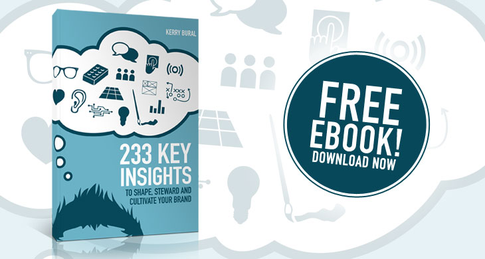 KERRY BURAL
233 KEY
INSIGHTS
TO SHAPE, STEWARD AND
CULTIVATE YOUR BRAND
FREE
EBOOK!
DOWNLOAD NOW